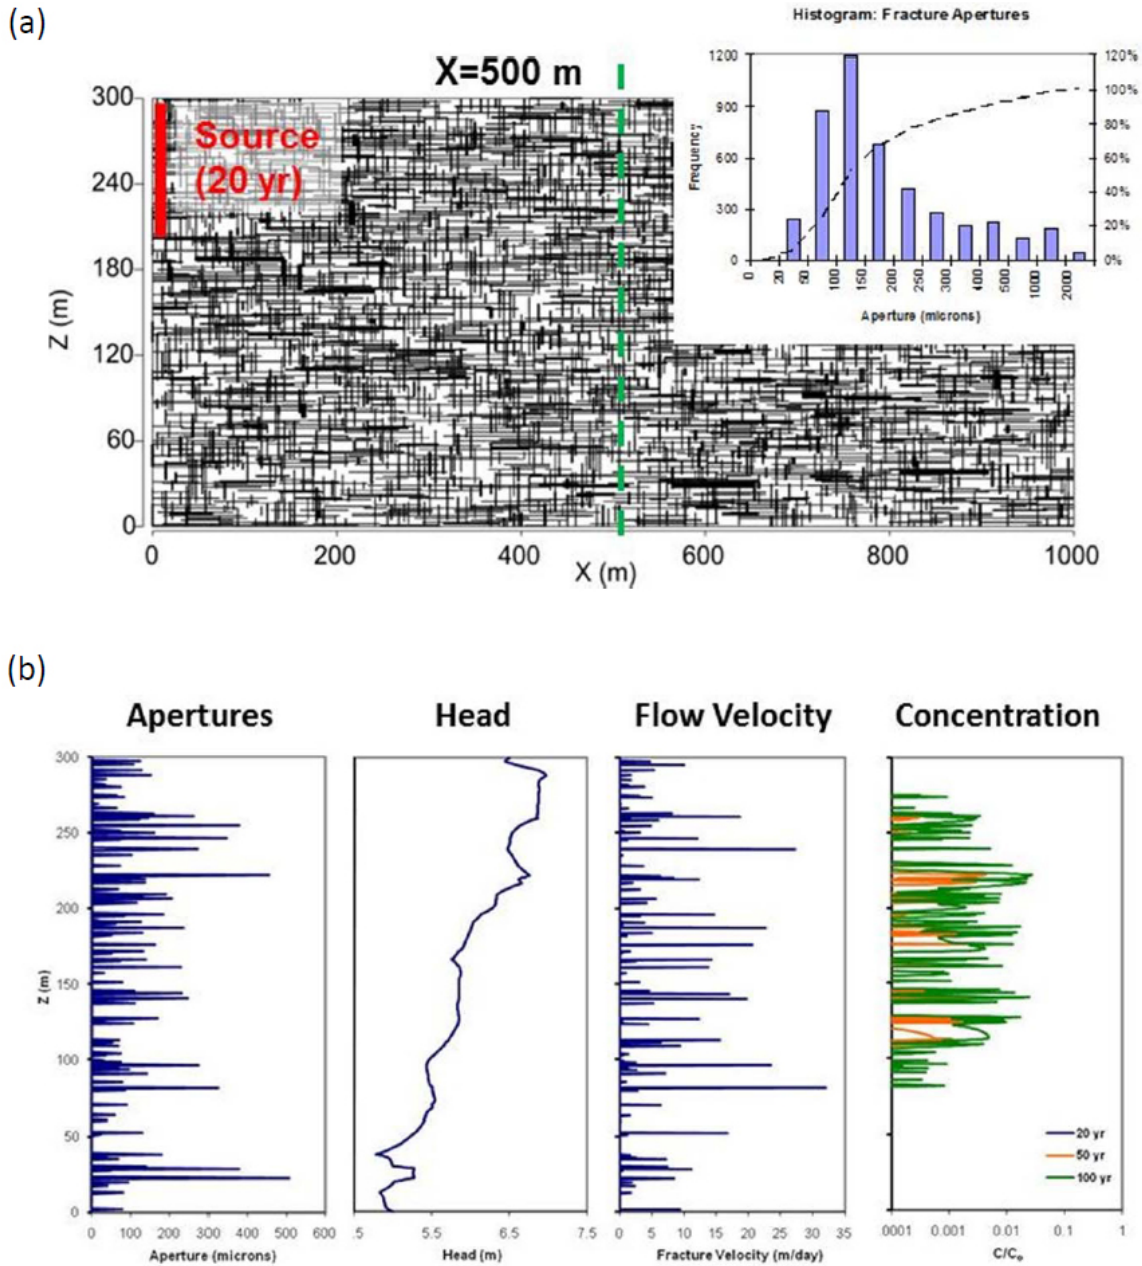 (a)
Histogram: Fracture Apertures
X=500 m
Source
(20 yr)
300
240
180
120
60
0
Z (m)
0 200 400 600 800 1000
X (m)
1200
900
600
300
0
Frequency
120%
100%
80%
60%
40%
20%
0%
0 20 50 100 150 200 300 400 500 1000 2000
Aperture (microns)
(b)
Apertures Head Flow Velocity Concentration
300
250
200
150
100
50
0
Z (m)
0 100 200 300 400 500 600
Aperture (microns)
.5 5.5 6.5 7.5
Head (m)
0 5 10 15 20 25 30 35
Fracture Velocity (m/day)
20 yr
50 yr
100 yr
0001 0.001 0.01 0.1 1
C/Co